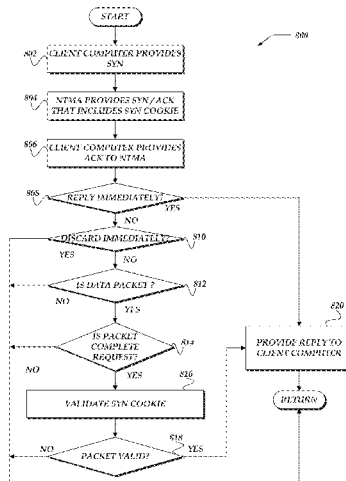 START
800
802
CLIENT COMPUTER PROVIDES
SYN
804
NTMA PROVIDES SYN/ACK
THAT INCLUDES SYN COOKIE
806
CLIENT COMPUTER PROVIDES
ACK TO NTMA
808
REPLY IMMEDIATELY?
YES
NO
DISCARD IMMEDIATELY?
810
YES
NO
IS DATA PACKET ?
812
NO
YES
IS
PACKET
COMPLETE
REQUEST?
814
NO
YES
820
PROVIDE REPLY TO
CLIENT COMPUTER
816
VALIDATE SYN COOKIE
RETURN
818
NO
PACKET VALID?
YES